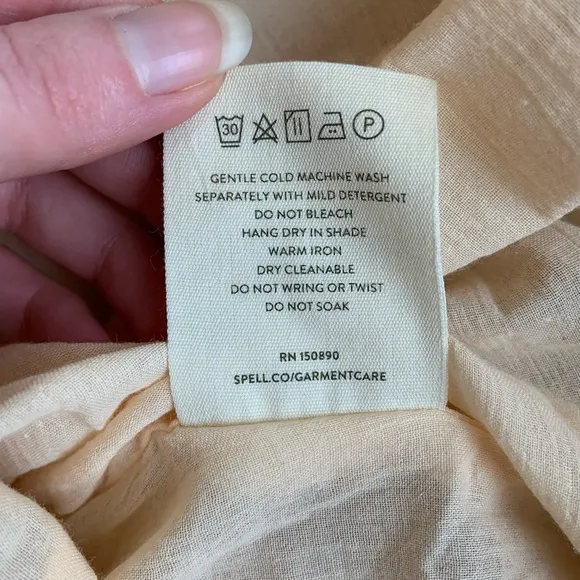 30 P
GENTLE COLD MACHINE WASH
SEPARATELY WITH MILD DETERGENT
DO NOT BLEACH
HANG DRY IN SHADE
WARM IRON
DRY CLEANABLE
DO NOT WRING OR TWIST
DO NOT SOAK
RN 150890
SPELL.CO/GARMENTCARE